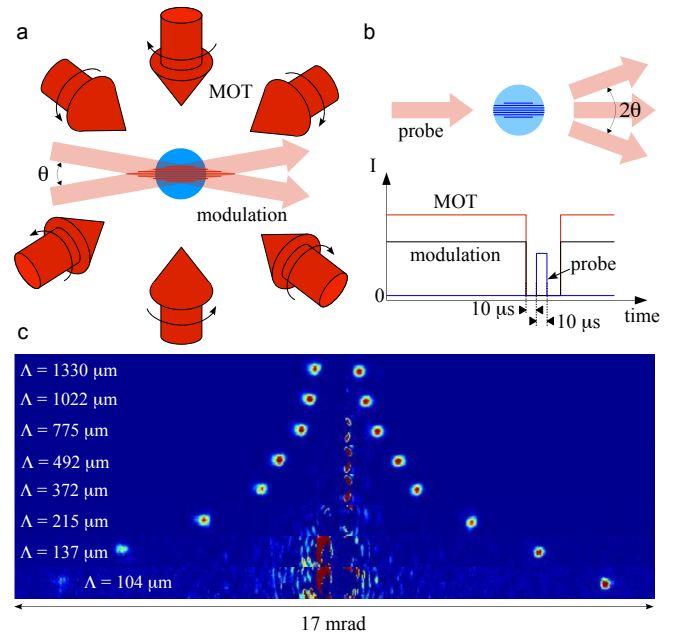 a
MOT
θ
modulation
b
probe
2θ
I
MOT
modulation
probe
0
10 μs
10 μs
time
c
Λ = 1330 μm
Λ = 1022 μm
Λ = 775 μm
Λ = 492 μm
Λ = 372 μm
Λ = 215 μm
Λ = 137 μm
Λ = 104 μm
17 mrad